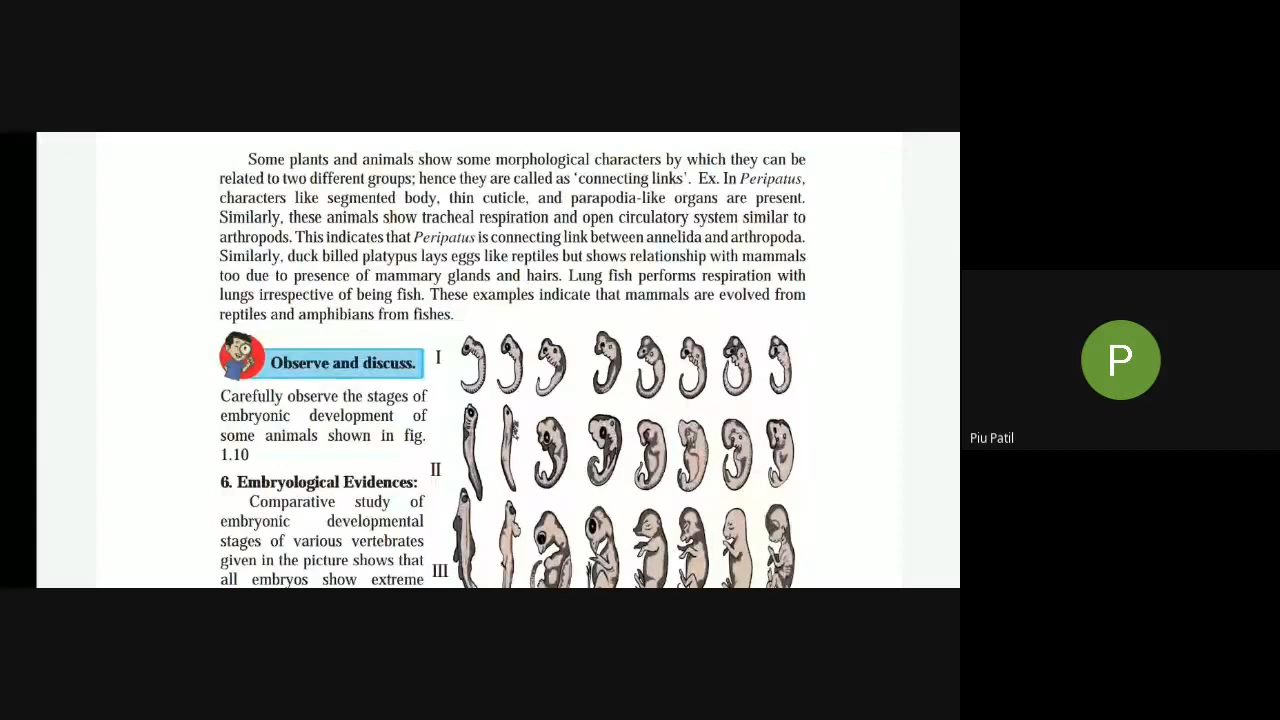 Some plants and animals show some morphological characters by which they can be
related to two different groups; hence they are called as ‘connecting links’. Ex. In Peripatus,
characters like segmented body, thin cuticle, and parapodia-like organs are present.
Similarly, these animals show tracheal respiration and open circulatory system similar to
arthropods. This indicates that Peripatus is connecting link between annelida and arthropoda.
Similarly, duck billed platypus lays eggs like reptiles but shows relationship with mammals
too due to presence of mammary glands and hairs. Lung fish performs respiration with
lungs irrespective of being fish. These examples indicate that mammals are evolved from
reptiles and amphibians from fishes.
Observe and discuss.
Carefully observe the stages of
embryonic development of
some animals shown in fig.
1.10
6. Embryological Evidences:
Comparative study of
embryonic developmental
stages of various vertebrates
given in the picture shows that
all embryos show extreme
I
II
III
P
Piu Patil